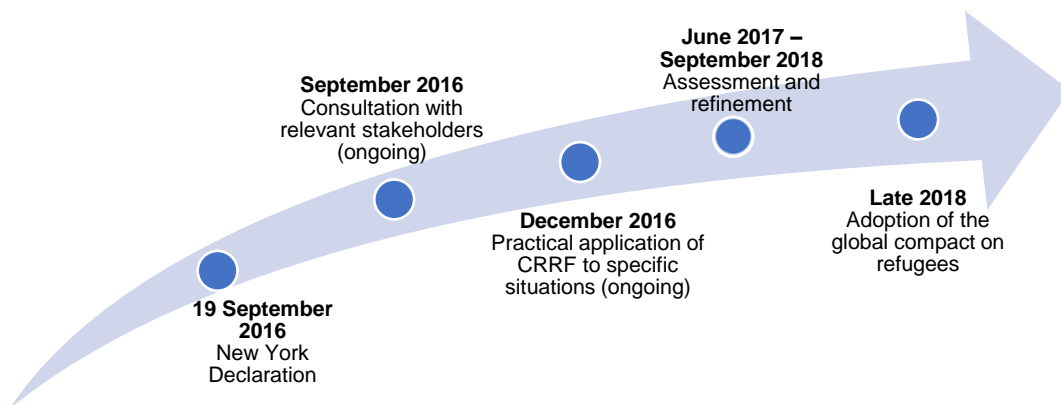 19 September
2016
New York
Declaration
September 2016
Consultation with
relevant stakeholders
(ongoing)
December 2016
Practical application of
CRRF to specific
situations (ongoing)
June 2017 –
September 2018
Assessment and
refinement
Late 2018
Adoption of the
global compact on
refugees